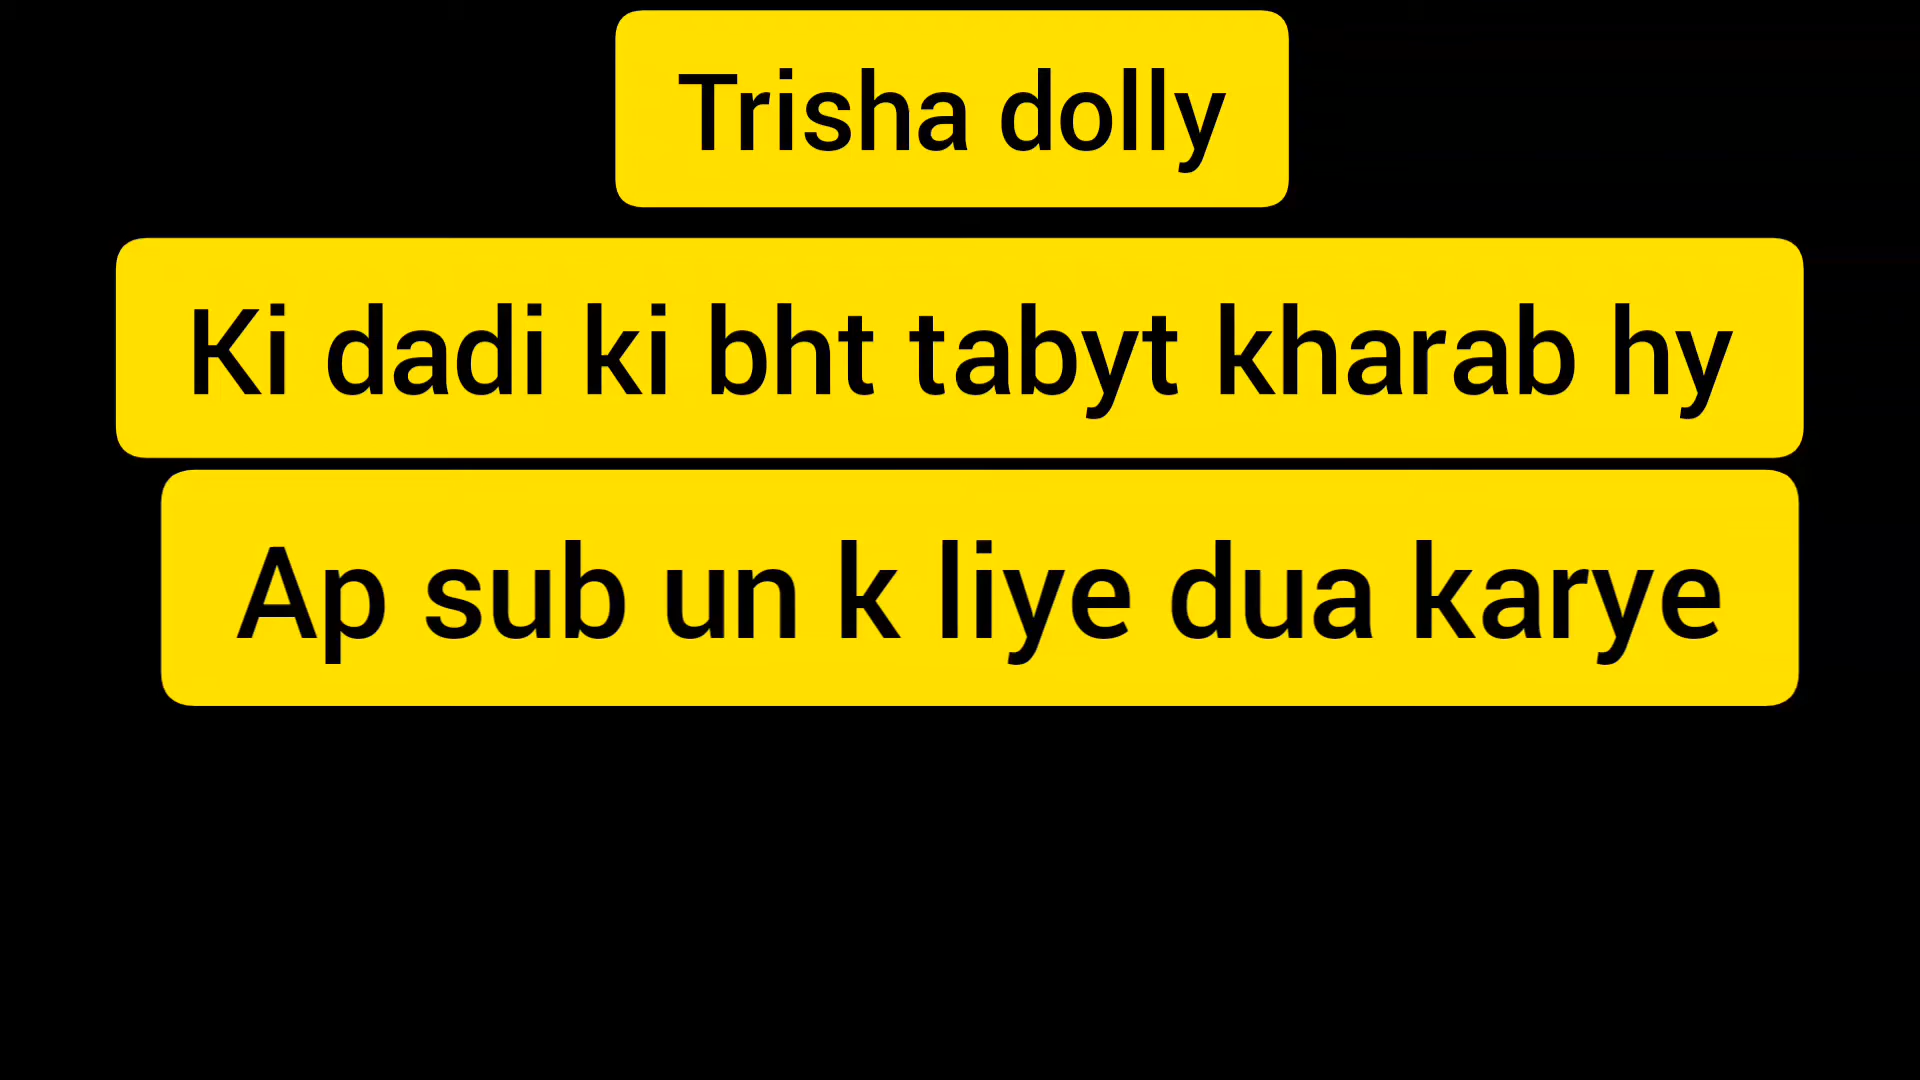 Trisha dolly
Ki dadi ki bht tabyt kharab hy
Ap sub un k liye dua karye